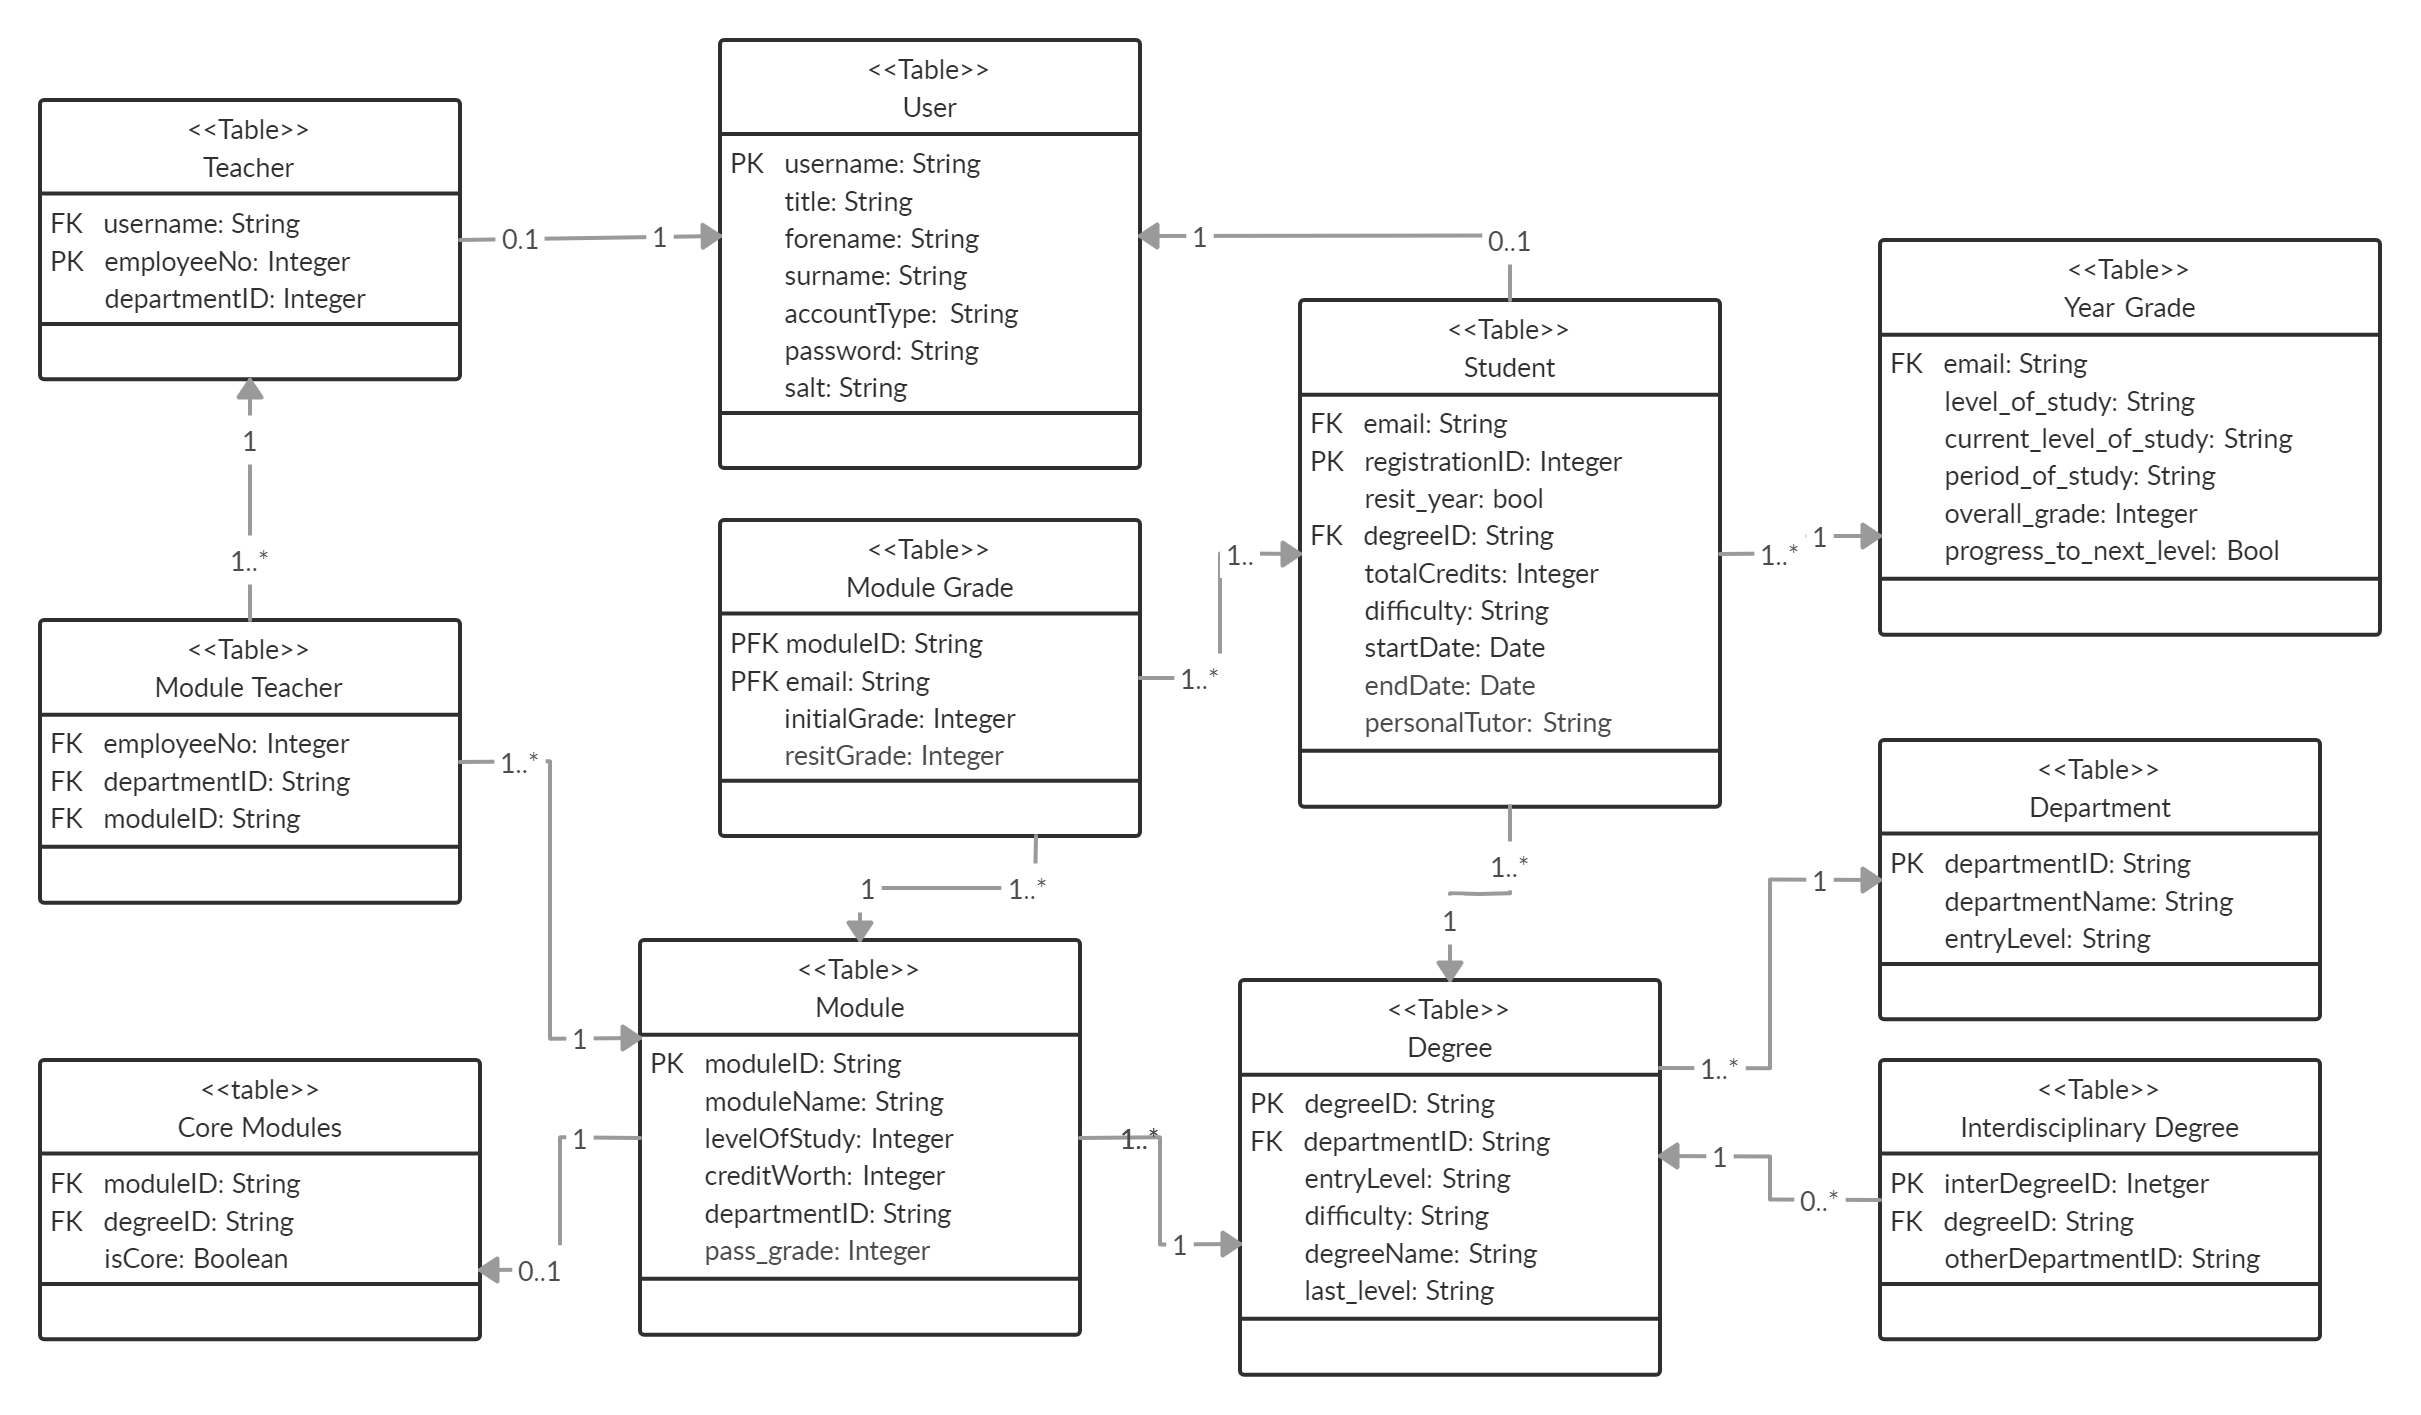 <<Table>>
User
PK username: String
title: String
forename: String
surname: String
accountType: String
password: String
salt: String
<<Table>>
Teacher
FK username: String
PK employeeNo: Integer
departmentID: Integer
0.1
1
1
0..1
<<Table>>
Year Grade
FK email: String
level_of_study: String
current_level_of_study: String
period_of_study: String
overall_grade: Integer
progress_to_next_level: Bool
<<Table>>
Student
FK email: String
PK registrationID: Integer
resit_year: bool
FK degreeID: String
totalCredits: Integer
difficulty: String
startDate: Date
endDate: Date
personalTutor: String
1
1..*
<<Table>>
Module Grade
PFK moduleID: String
PFK email: String
initialGrade: Integer
resitGrade: Integer
1..
1..*
1..*
1
<<Table>>
Module Teacher
FK employeeNo: Integer
FK departmentID: String
FK moduleID: String
1..*
1
1
1..*
1..*
1
<<Table>>
Department
PK departmentID: String
departmentName: String
entryLevel: String
<<Table>>
Module
PK moduleID: String
moduleName: String
levelOfStudy: Integer
creditWorth: Integer
departmentID: String
pass_grade: Integer
<<Table>>
Degree
PK degreeID: String
FK departmentID: String
entryLevel: String
difficulty: String
degreeName: String
last_level: String
1
1..*
<<table>>
Core Modules
FK moduleID: String
FK degreeID: String
isCore: Boolean
1
0..1
1..*
1
1
0..*
<<Table>>
Interdisciplinary Degree
PK interDegreeID: Inetger
FK degreeID: String
otherDepartmentID: String